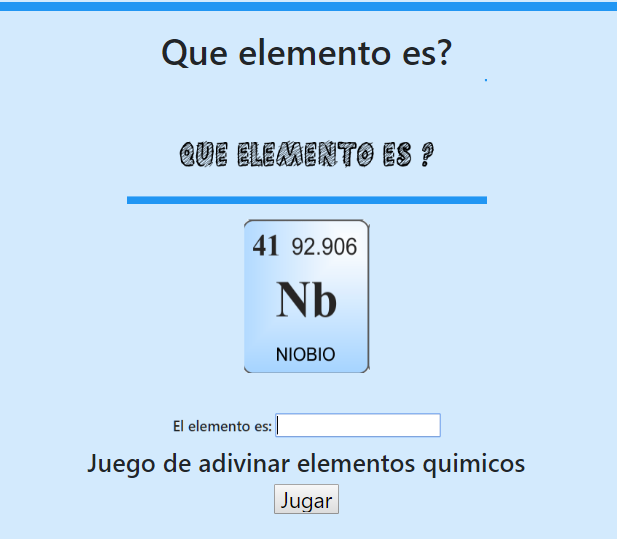 Que elemento es?
QUE ELEMENTO ES ?
41 92.906
Nb
NIOBIO
El elemento es:
Juego de adivinar elementos quimicos
Jugar